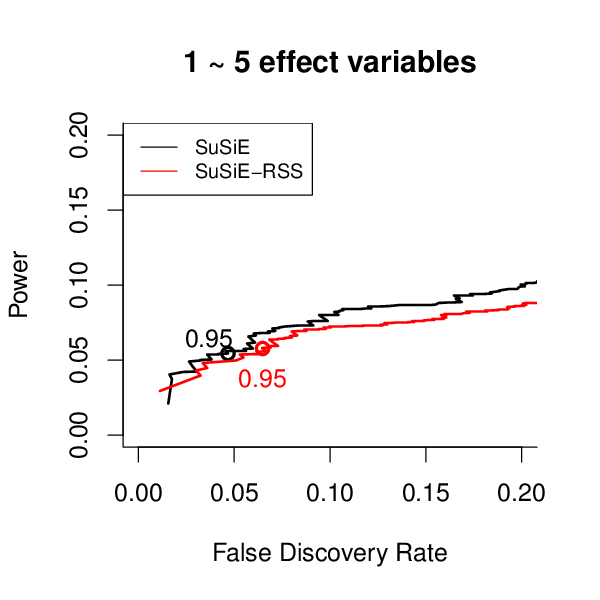 1 ~ 5 effect variables
SuSiE
SuSiE−RSS
0.95
0.95
Power
0.20
0.15
0.10
0.05
0.00
0.00 0.05 0.10 0.15 0.20
False Discovery Rate